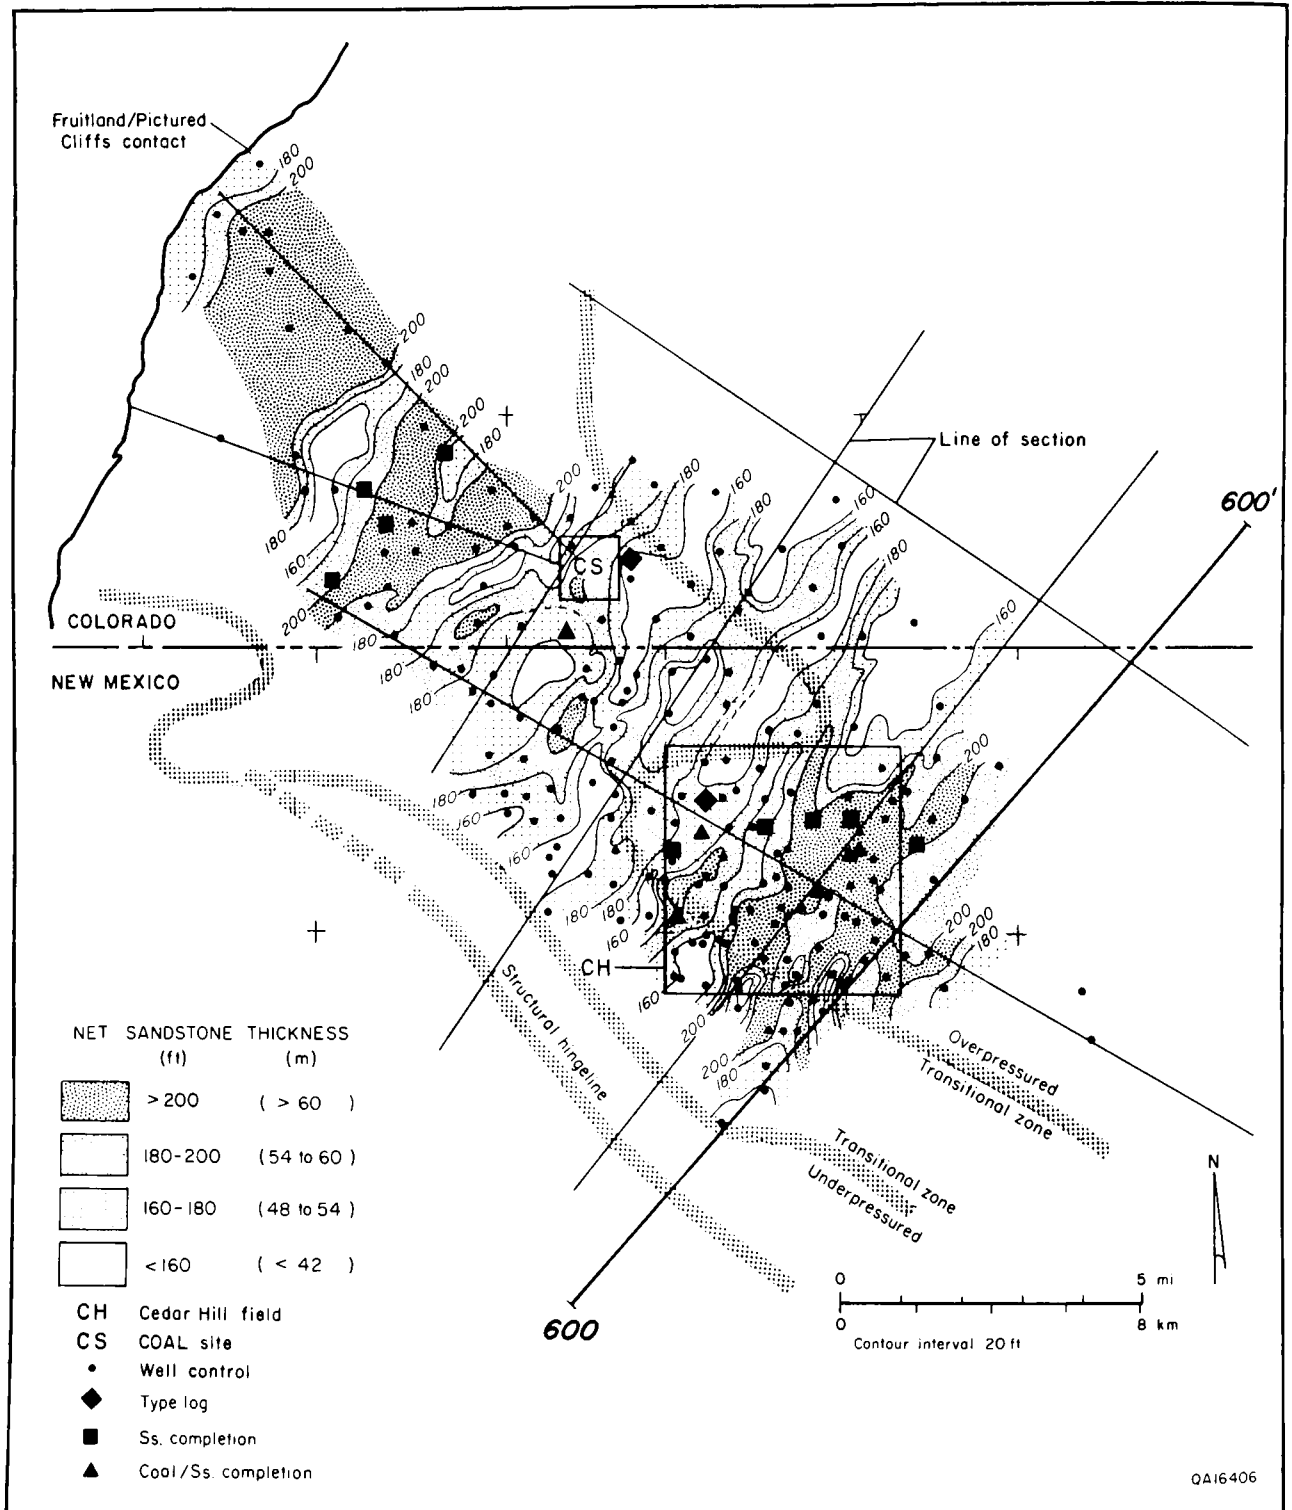 Fruitland/Pictured
Cliffs contact
180
200
200
180
200
200
180
Line of section
600'
200
180
160
180
160
160
180
CS
180
160
200
160
COLORADO
NEW MEXICO
180
180
180
200
180
160
160
180
180
160
CH
160
200
200
180
200
200
180
Structural hingeline
Overpressured
Transitional zone
Transitional zone
Underpressured
NET SANDSTONE THICKNESS
(ft) (m)
>200 ( > 60 )
180-200 (54 to 60)
160-180 (48 to 54)
<160 ( < 42 )
CH Cedar Hill field
CS COAL site
Well control
Type log
Ss. completion
Coal/Ss. completion
600
N
0 5 mi
0 8 km
Contour interval 20 ft
QA16406